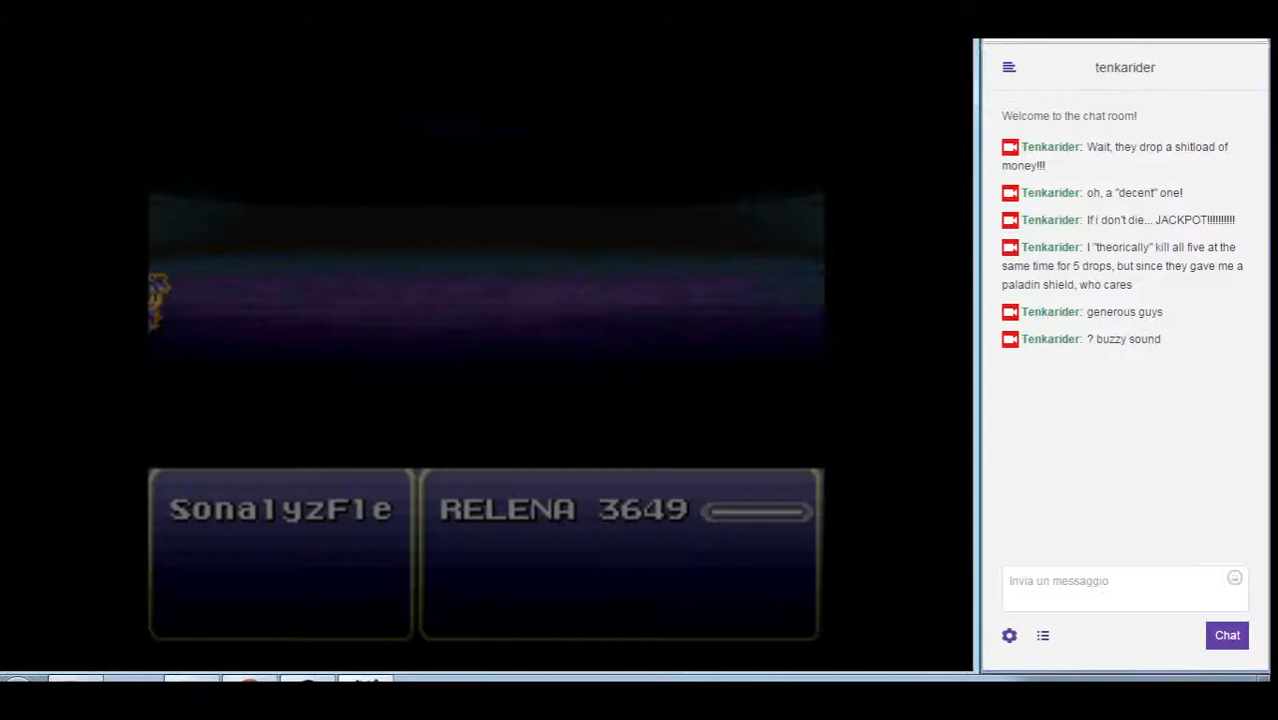 tenkarider
Welcome to the chat room!
Tenkarider: Wait, they drop a shitload of
money!!!
Tenkarider: oh, a "decent" one!
Tenkarider: If i don't die... JACKPOT!!!!!!!!!!
Tenkarider: I "theorically" kill all five at the
same time for 5 drops, but since they gave me a
paladin shield, who cares
Tenkarider: generous guys
Tenkarider: ? buzzy sound
SonalyzFle RELENA 3649
Invia un messaggio
Chat